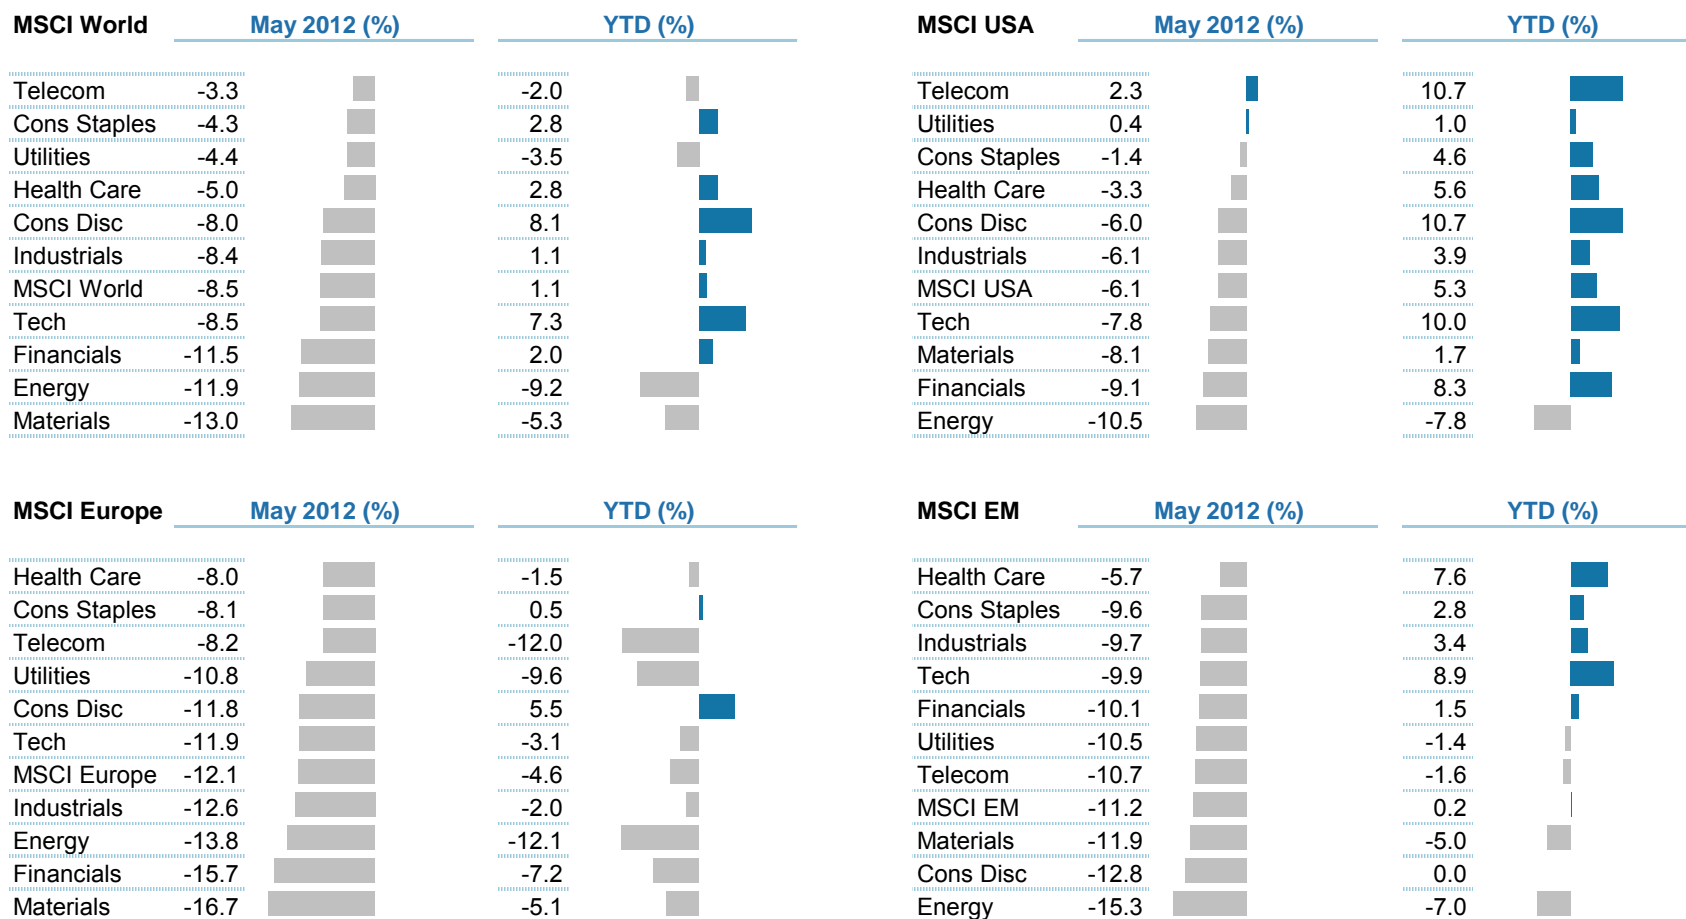 MSCI World May 2012 (%) YTD (%)
Telecom -3.3 -2.0
Cons Staples -4.3 2.8
Utilities -4.4 -3.5
Health Care -5.0 2.8
Cons Disc -8.0 8.1
Industrials -8.4 1.1
MSCI World -8.5 1.1
Tech -8.5 7.3
Financials -11.5 2.0
Energy -11.9 -9.2
Materials -13.0 -5.3
MSCI USA May 2012 (%) YTD (%)
Telecom 2.3 10.7
Utilities 0.4 1.0
Cons Staples -1.4 4.6
Health Care -3.3 5.6
Cons Disc -6.0 10.7
Industrials -6.1 3.9
MSCI USA -6.1 5.3
Tech -7.8 10.0
Materials -8.1 1.7
Financials -9.1 8.3
Energy -10.5 -7.8
MSCI Europe May 2012 (%) YTD (%)
Health Care -8.0 -1.5
Cons Staples -8.1 0.5
Telecom -8.2 -12.0
Utilities -10.8 -9.6
Cons Disc -11.8 5.5
Tech -11.9 -3.1
MSCI Europe -12.1 -4.6
Industrials -12.6 -2.0
Energy -13.8 -12.1
Financials -15.7 -7.2
Materials -16.7 -5.1
MSCI EM May 2012 (%) YTD (%)
Health Care -5.7 7.6
Cons Staples -9.6 2.8
Industrials -9.7 3.4
Tech -9.9 8.9
Financials -10.1 1.5
Utilities -10.5 -1.4
Telecom -10.7 -1.6
MSCI EM -11.2 0.2
Materials -11.9 -5.0
Cons Disc -12.8 0.0
Energy -15.3 -7.0